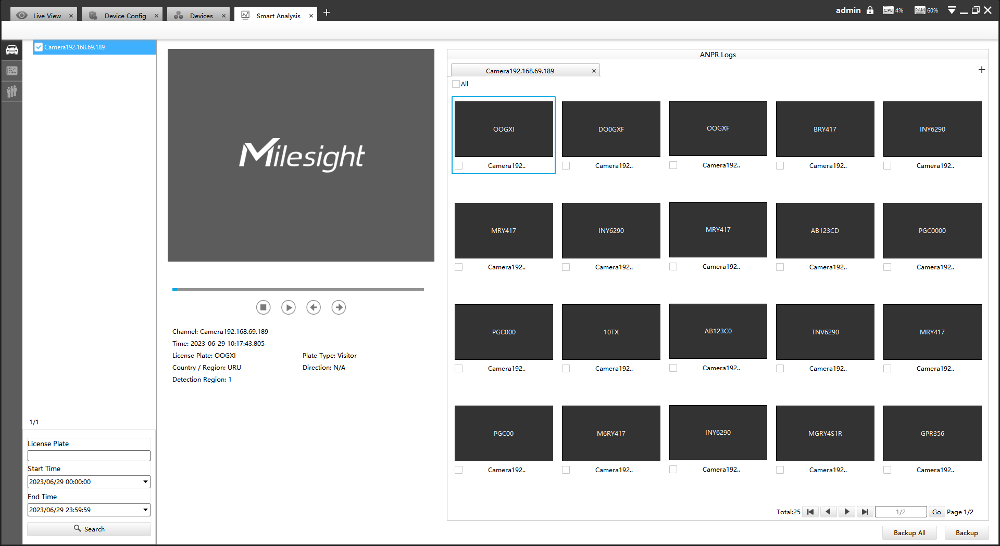 Live View
Device Config
Devices
Smart Analysis
admin
CPU 4%
RAM 60%
Camera192.168.69.189
1/1
License Plate
Start Time
2023/06/29 00:00:00
End Time
2023/06/29 23:59:59
Search
Milesight
Channel: Camera192.168.69.189
Time: 2023-06-29 10:17:43.805
License Plate: OOGXI
Plate Type: Visitor
Country / Region: URU
Direction: N/A
Detection Region: 1
ANPR Logs
Camera192.168.69.189
All
OOGXI
DO0GXF
OOGXF
BRY417
INY6290
Camera192..
Camera192..
Camera192..
Camera192..
Camera192..
MRY417
INY6290
MRY417
AB123CD
PGC0000
Camera192..
Camera192..
Camera192..
Camera192..
Camera192..
PGC000
10TX
AB123C0
TNV6290
MRY417
Camera192..
Camera192..
Camera192..
Camera192..
Camera192..
PGC00
M6RY417
INY6290
MGRY4S1R
GPR356
Camera192..
Camera192..
Camera192..
Camera192..
Camera192..
Total:25
1/2
Go
Page 1/2
Backup All
Backup